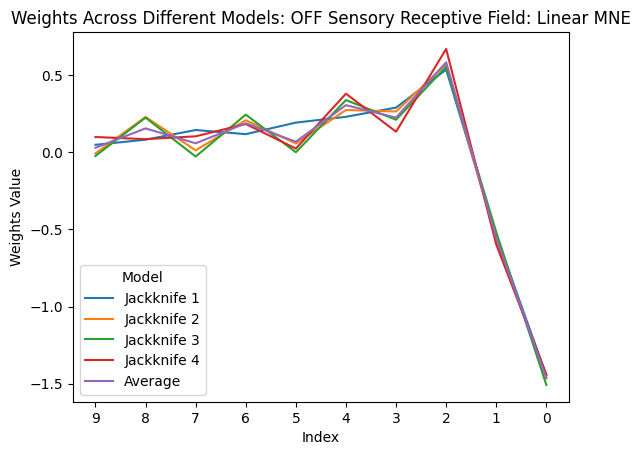 Weights Across Different Models: OFF Sensory Receptive Field: Linear MNE
Weights Value
0.5
0.0
−0.5
−1.0
−1.5
Model
Jackknife 1
Jackknife 2
Jackknife 3
Jackknife 4
Average
9 8 7 6 5 4 3 2 1 0
Index